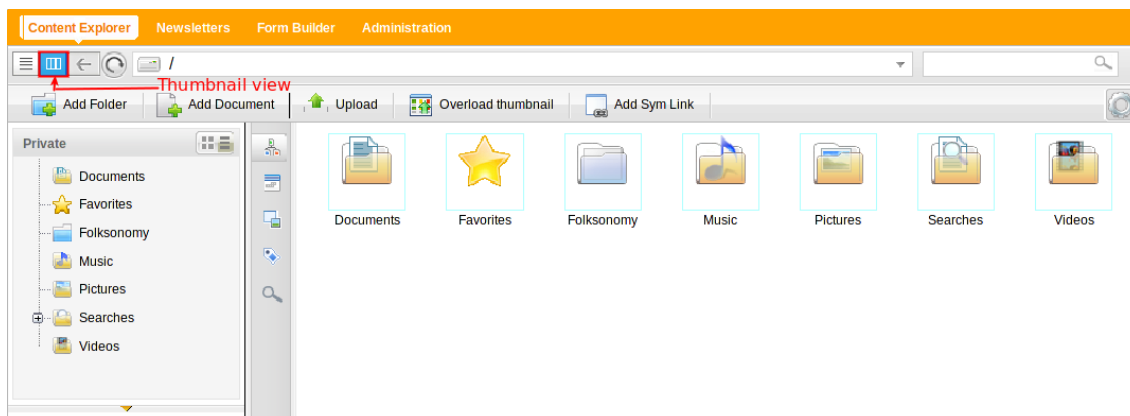 Content Explorer Newsletters Form Builder Administration
/
Thumbnail view
Add Folder Add Document Upload Overload thumbnail Add Sym Link
Private
Documents
Favorites
Folksonomy
Music
Pictures
Searches
Videos
Documents Favorites Folksonomy Music Pictures Searches Videos